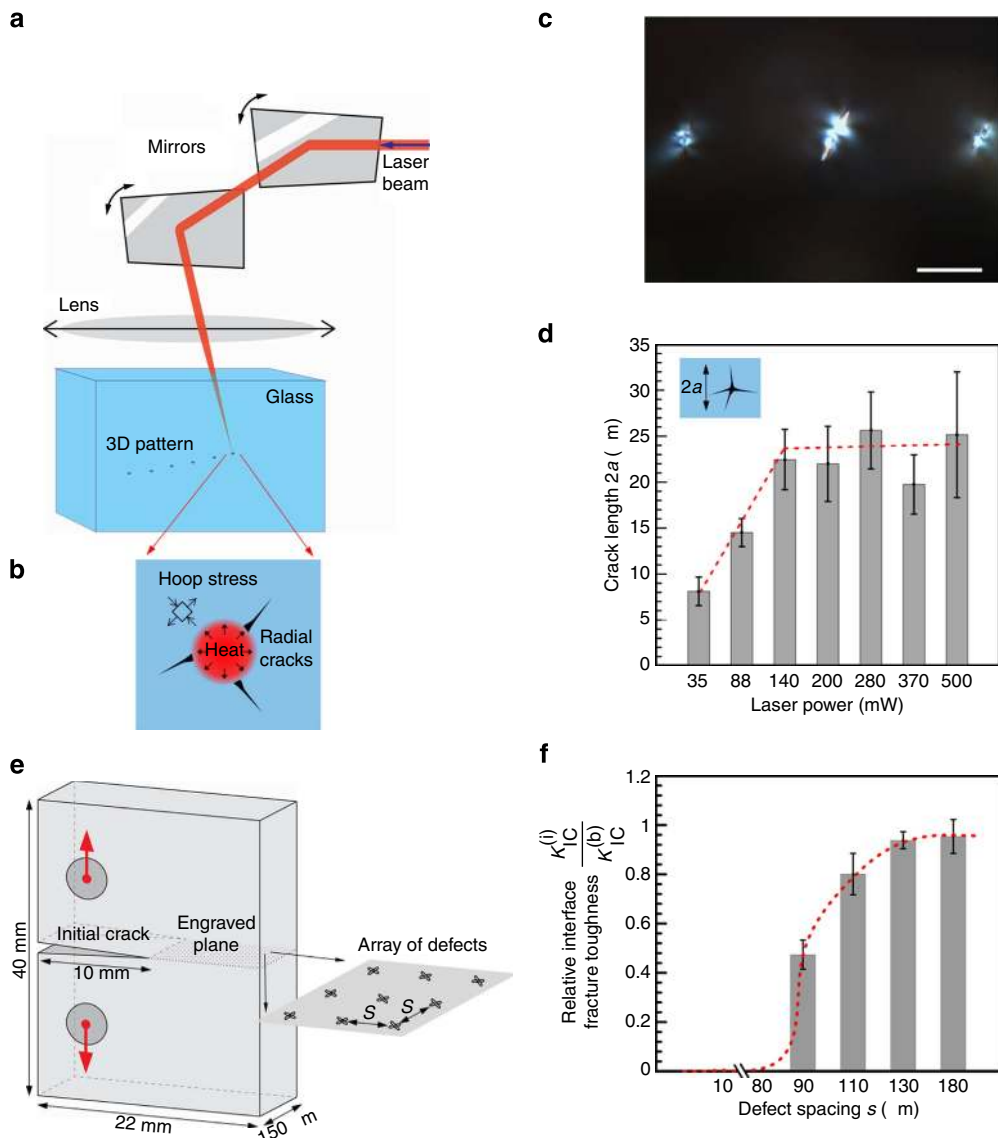 a
Mirrors
Laser
beam
Lens
Glass
3D pattern
b
Hoop stress
Heat
Radial
cracks
c
d
Crack length 2a ( m)
35
30
25
20
15
10
5
0
2a
35 88 140 200 280 370 500
Laser power (mW)
e
40 mm
Initial crack
Engraved
plane
10 mm
Array of defects
S
S
22 mm
150 m
f
Relative interface
fracture toughness
K(i)IC
K(b)IC
1.2
1
0.8
0.6
0.4
0.2
0
10 80 90 110 130 180
Defect spacing s ( m)